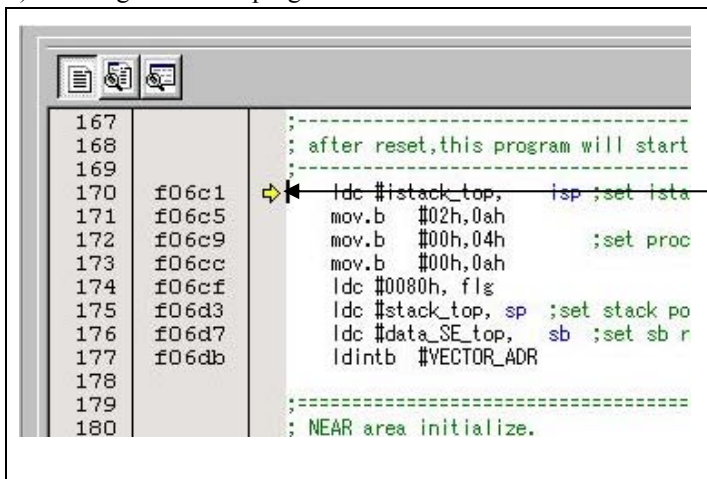 167 ;----------------------------------------
168 ; after reset,this program will start
169 ;----------------------------------------
170 f06c1 ldc #istack_top, isp ;set ista
171 f06c5 mov.b #02h,0ah
172 f06c9 mov.b #00h,04h ;set proc
173 f06cc mov.b #00h,0ah
174 f06cf ldc #0080h, flg
175 f06d3 ldc #stack_top, sp ;set stack po
176 f06d7 ldc #data_SE_top, sb ;set sb r
177 f06db ldintb #VECTOR_ADR
178
179 ;========================================
180 ; NEAR area initialize.